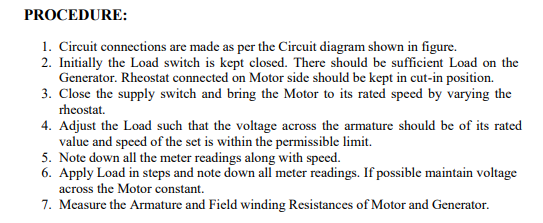 PROCEDURE:
1. Circuit connections are made as per the Circuit diagram shown in figure.
2. Initially the Load switch is kept closed. There should be sufficient Load on the
Generator. Rheostat connected on Motor side should be kept in cut-in position.
3. Close the supply switch and bring the Motor to its rated speed by varying the
rheostat.
4. Adjust the Load such that the voltage across the armature should be of its rated
value and speed of the set is within the permissible limit.
5. Note down all the meter readings along with speed.
6. Apply Load in steps and note down all meter readings. If possible maintain voltage
across the Motor constant.
7. Measure the Armature and Field winding Resistances of Motor and Generator.